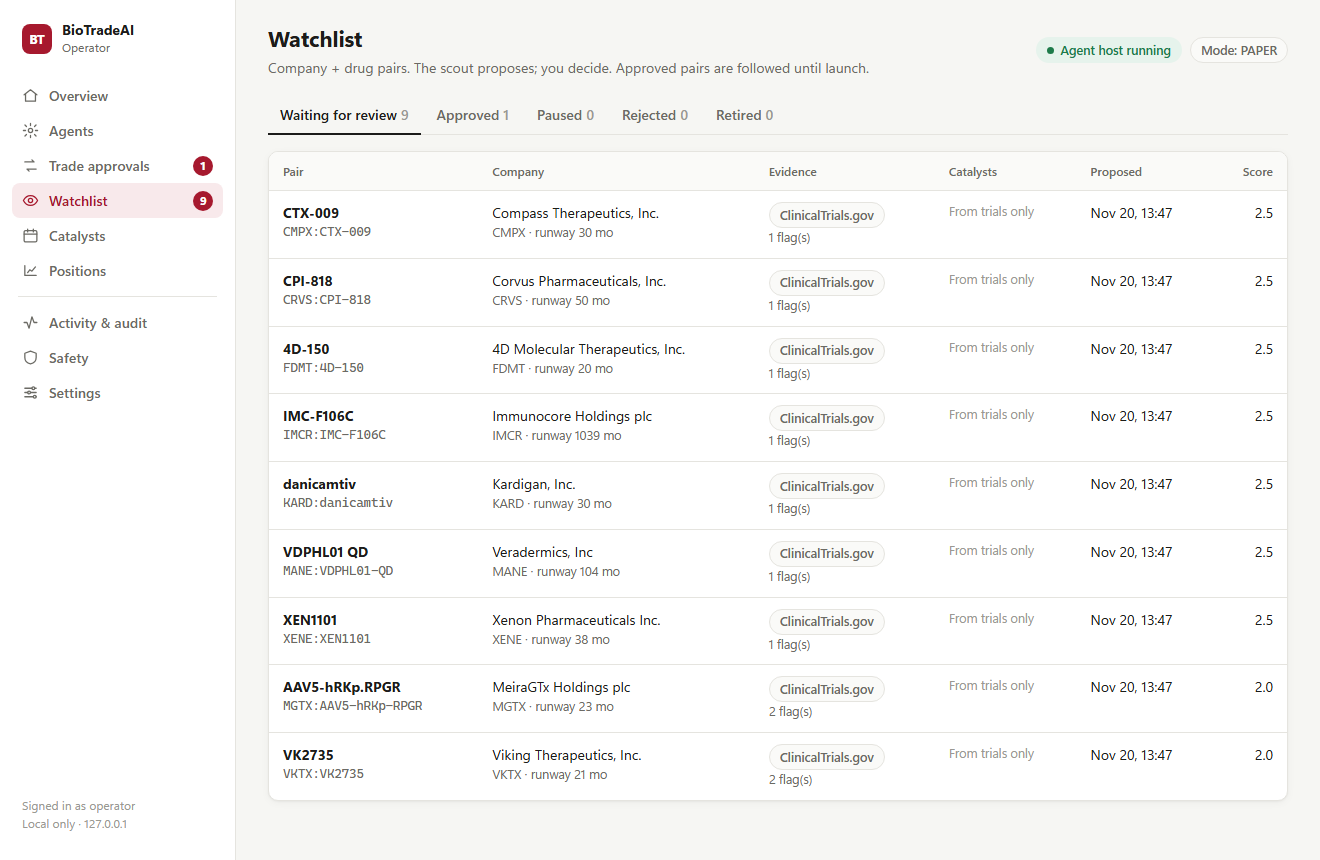 BT
BioTradeAI
Operator
Overview
Agents
Trade approvals 1
Watchlist 9
Catalysts
Positions
Activity & audit
Safety
Settings
Signed in as operator
Local only · 127.0.0.1
Watchlist
Company + drug pairs. The scout proposes; you decide. Approved pairs are followed until launch.
Agent host running
Mode: PAPER
Waiting for review 9 Approved 1 Paused 0 Rejected 0 Retired 0
Pair Company Evidence Catalysts Proposed Score
CTX-009 Compass Therapeutics, Inc. ClinicalTrials.gov From trials only Nov 20, 13:47 2.5
CMPX:CTX-009 CMPX · runway 30 mo 1 flag(s)
CPI-818 Corvus Pharmaceuticals, Inc. ClinicalTrials.gov From trials only Nov 20, 13:47 2.5
CRVS:CPI-818 CRVS · runway 50 mo 1 flag(s)
4D-150 4D Molecular Therapeutics, Inc. ClinicalTrials.gov From trials only Nov 20, 13:47 2.5
FDMT:4D-150 FDMT · runway 20 mo 1 flag(s)
IMC-F106C Immunocore Holdings plc ClinicalTrials.gov From trials only Nov 20, 13:47 2.5
IMCR:IMC-F106C IMCR · runway 1039 mo 1 flag(s)
danicamtiv Kardigan, Inc. ClinicalTrials.gov From trials only Nov 20, 13:47 2.5
KARD:danicamtiv KARD · runway 30 mo 1 flag(s)
VDPHL01 QD Veradermics, Inc ClinicalTrials.gov From trials only Nov 20, 13:47 2.5
MANE:VDPHL01-QD MANE · runway 104 mo 1 flag(s)
XEN1101 Xenon Pharmaceuticals Inc. ClinicalTrials.gov From trials only Nov 20, 13:47 2.5
XENE:XEN1101 XENE · runway 38 mo 1 flag(s)
AAV5-hRKp.RPGR MeiraGTx Holdings plc ClinicalTrials.gov From trials only Nov 20, 13:47 2.0
MGTX:AAV5-hRKp-RPGR MGTX · runway 23 mo 2 flag(s)
VK2735 Viking Therapeutics, Inc. ClinicalTrials.gov From trials only Nov 20, 13:47 2.0
VKTX:VK2735 VKTX · runway 21 mo 2 flag(s)